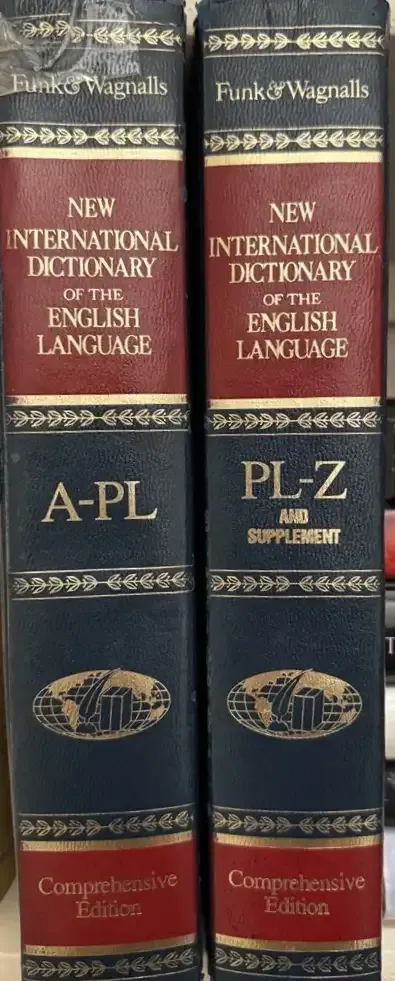 Funk & Wagnalls
NEW
INTERNATIONAL
DICTIONARY
OF THE
ENGLISH
LANGUAGE
A-PL
Comprehensive
Edition
Funk & Wagnalls
NEW
INTERNATIONAL
DICTIONARY
OF THE
ENGLISH
LANGUAGE
PL-Z
AND
SUPPLEMENT
Comprehensive
Edition
T